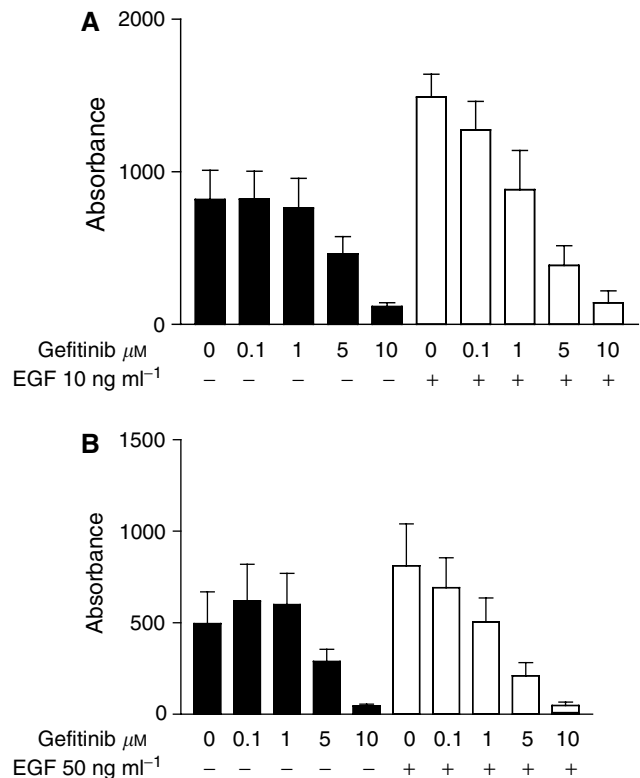 A
2000
1000
0
Absorbance
Gefitinib μM 0 0.1 1 5 10 0 0.1 1 5 10
EGF 10 ng ml⁻¹ – – – – – + + + + +
B
1500
1000
500
0
Absorbance
Gefitinib μM 0 0.1 1 5 10 0 0.1 1 5 10
EGF 50 ng ml⁻¹ – – – – – + + + + +